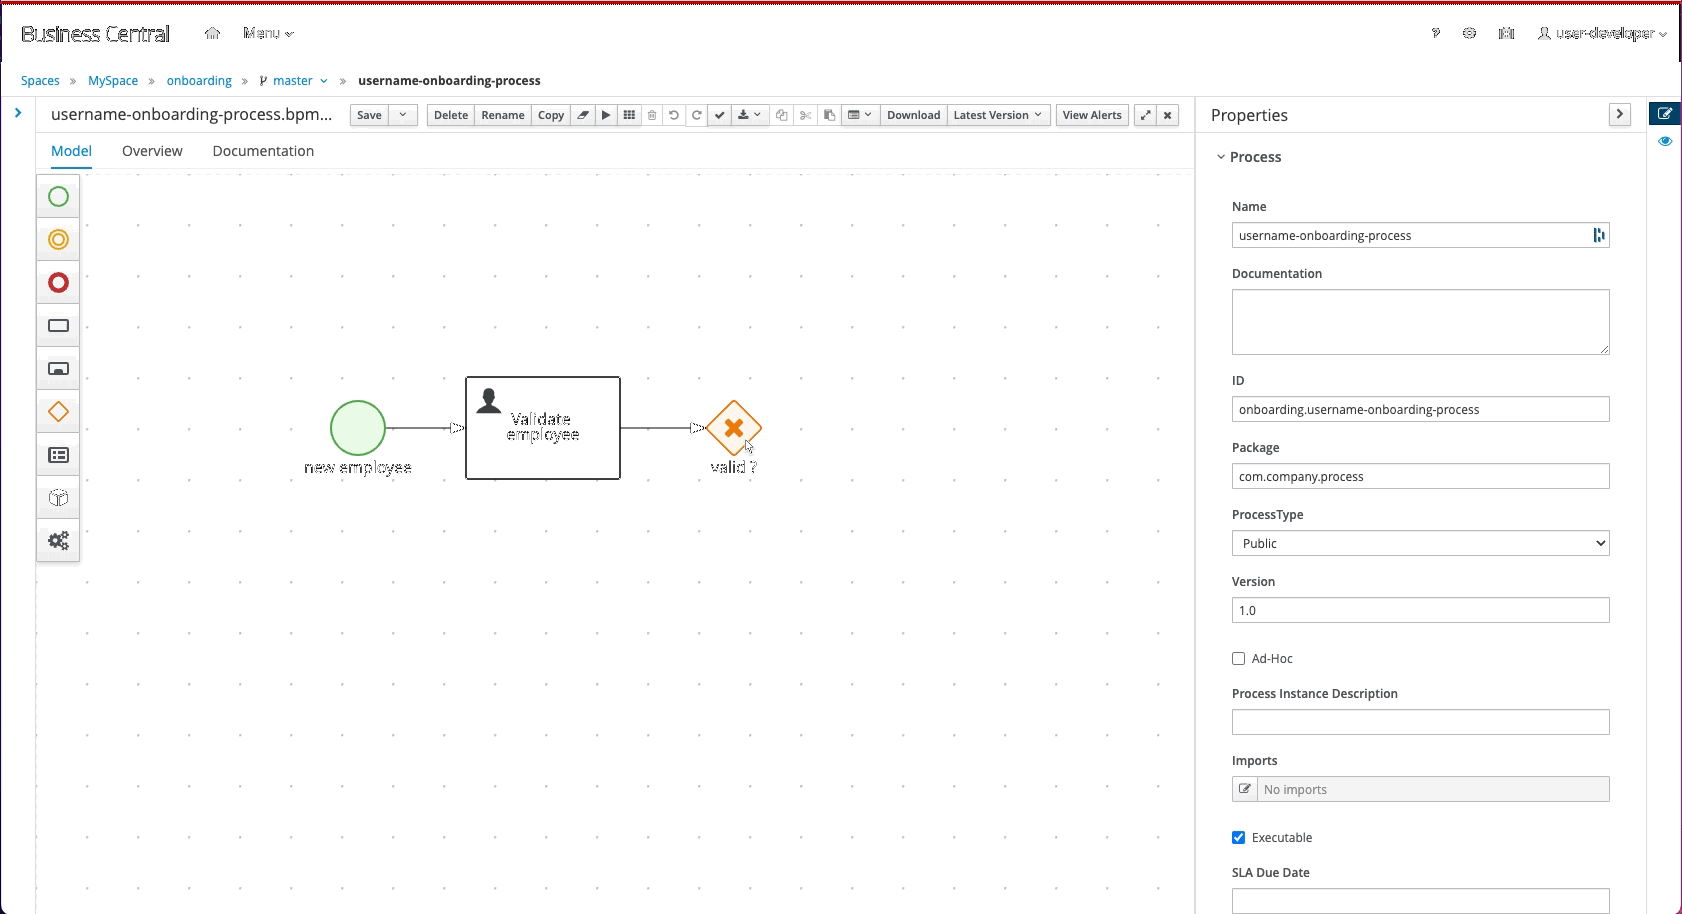 Business Central
Menu
?
user-developer
Spaces » MySpace » onboarding » master » username-onboarding-process
username-onboarding-process.bpm...
Save
Delete
Rename
Copy
Download
Latest Version
View Alerts
Model
Overview
Documentation
new employee
Validate
employee
valid ?
Properties
Process
Name
username-onboarding-process
Documentation
ID
onboarding.username-onboarding-process
Package
com.company.process
ProcessType
Public
Version
1.0
Ad-Hoc
Process Instance Description
Imports
No imports
Executable
SLA Due Date